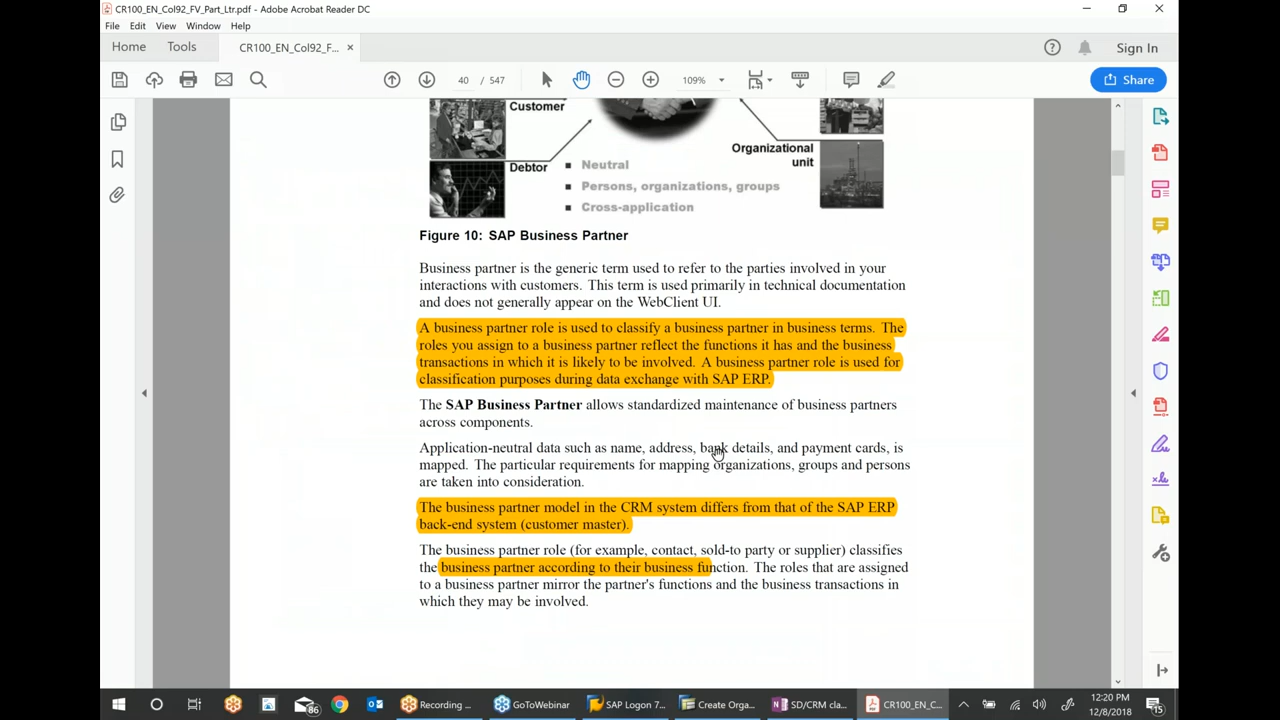 CR100_EN_Col92_FV_Part_Ltr.pdf - Adobe Acrobat Reader DC
File Edit View Window Help
Home Tools CR100_EN_Col92_F... ×
Sign In
40 / 547
109%
Share
Customer
Debtor
Organizational
unit
Neutral
Persons, organizations, groups
Cross-application
Figure 10: SAP Business Partner
Business partner is the generic term used to refer to the parties involved in your
interactions with customers. This term is used primarily in technical documentation
and does not generally appear on the WebClient UI.
A business partner role is used to classify a business partner in business terms. The
roles you assign to a business partner reflect the functions it has and the business
transactions in which it is likely to be involved. A business partner role is used for
classification purposes during data exchange with SAP ERP.
The SAP Business Partner allows standardized maintenance of business partners
across components.
Application-neutral data such as name, address, bank details, and payment cards, is
mapped. The particular requirements for mapping organizations, groups and persons
are taken into consideration.
The business partner model in the CRM system differs from that of the SAP ERP
back-end system (customer master).
The business partner role (for example, contact, sold-to party or supplier) classifies
the business partner according to their business function. The roles that are assigned
to a business partner mirror the partner's functions and the business transactions in
which they may be involved.
86
Recording ...
GoToWebinar
SAP Logon 7...
Create Orga...
SD/CRM cla...
CR100_EN_C...
12:20 PM
12/8/2018
15